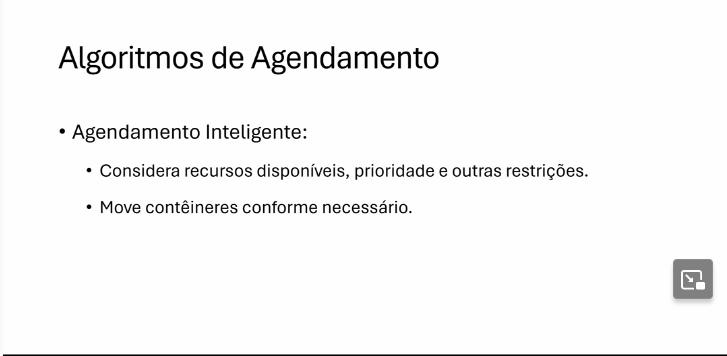 Algoritmos de Agendamento
• Agendamento Inteligente:
• Considera recursos disponíveis, prioridade e outras restrições.
• Move contêineres conforme necessário.